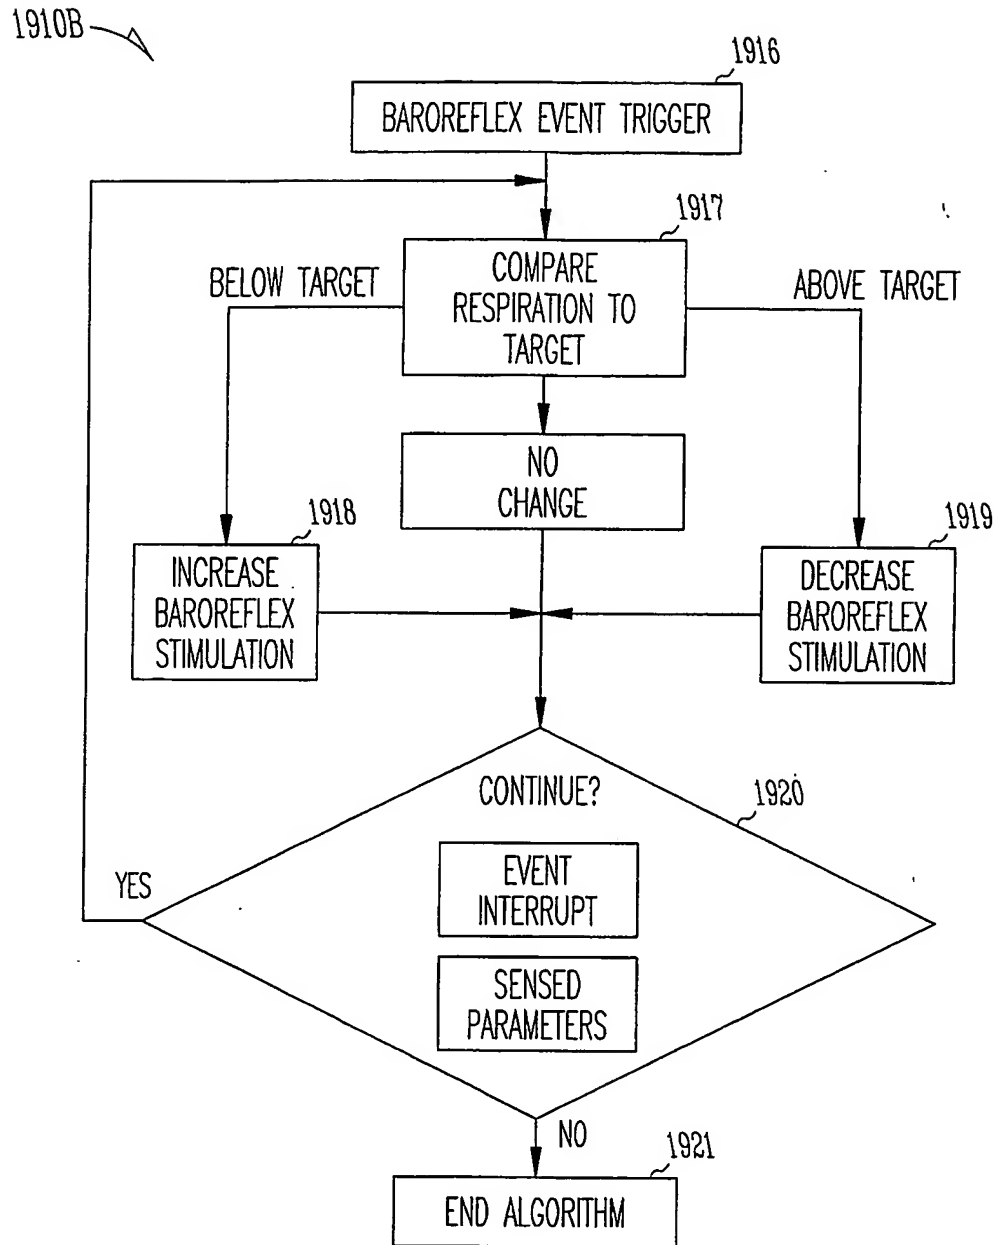 1910B
1916
BAROREFLEX EVENT TRIGGER
1917
COMPARE
RESPIRATION TO
TARGET
BELOW TARGET
ABOVE TARGET
NO
CHANGE
1918
INCREASE
BAROREFLEX
STIMULATION
1919
DECREASE
BAROREFLEX
STIMULATION
CONTINUE?
1920
EVENT
INTERRUPT
SENSED
PARAMETERS
YES
NO
1921
END ALGORITHM